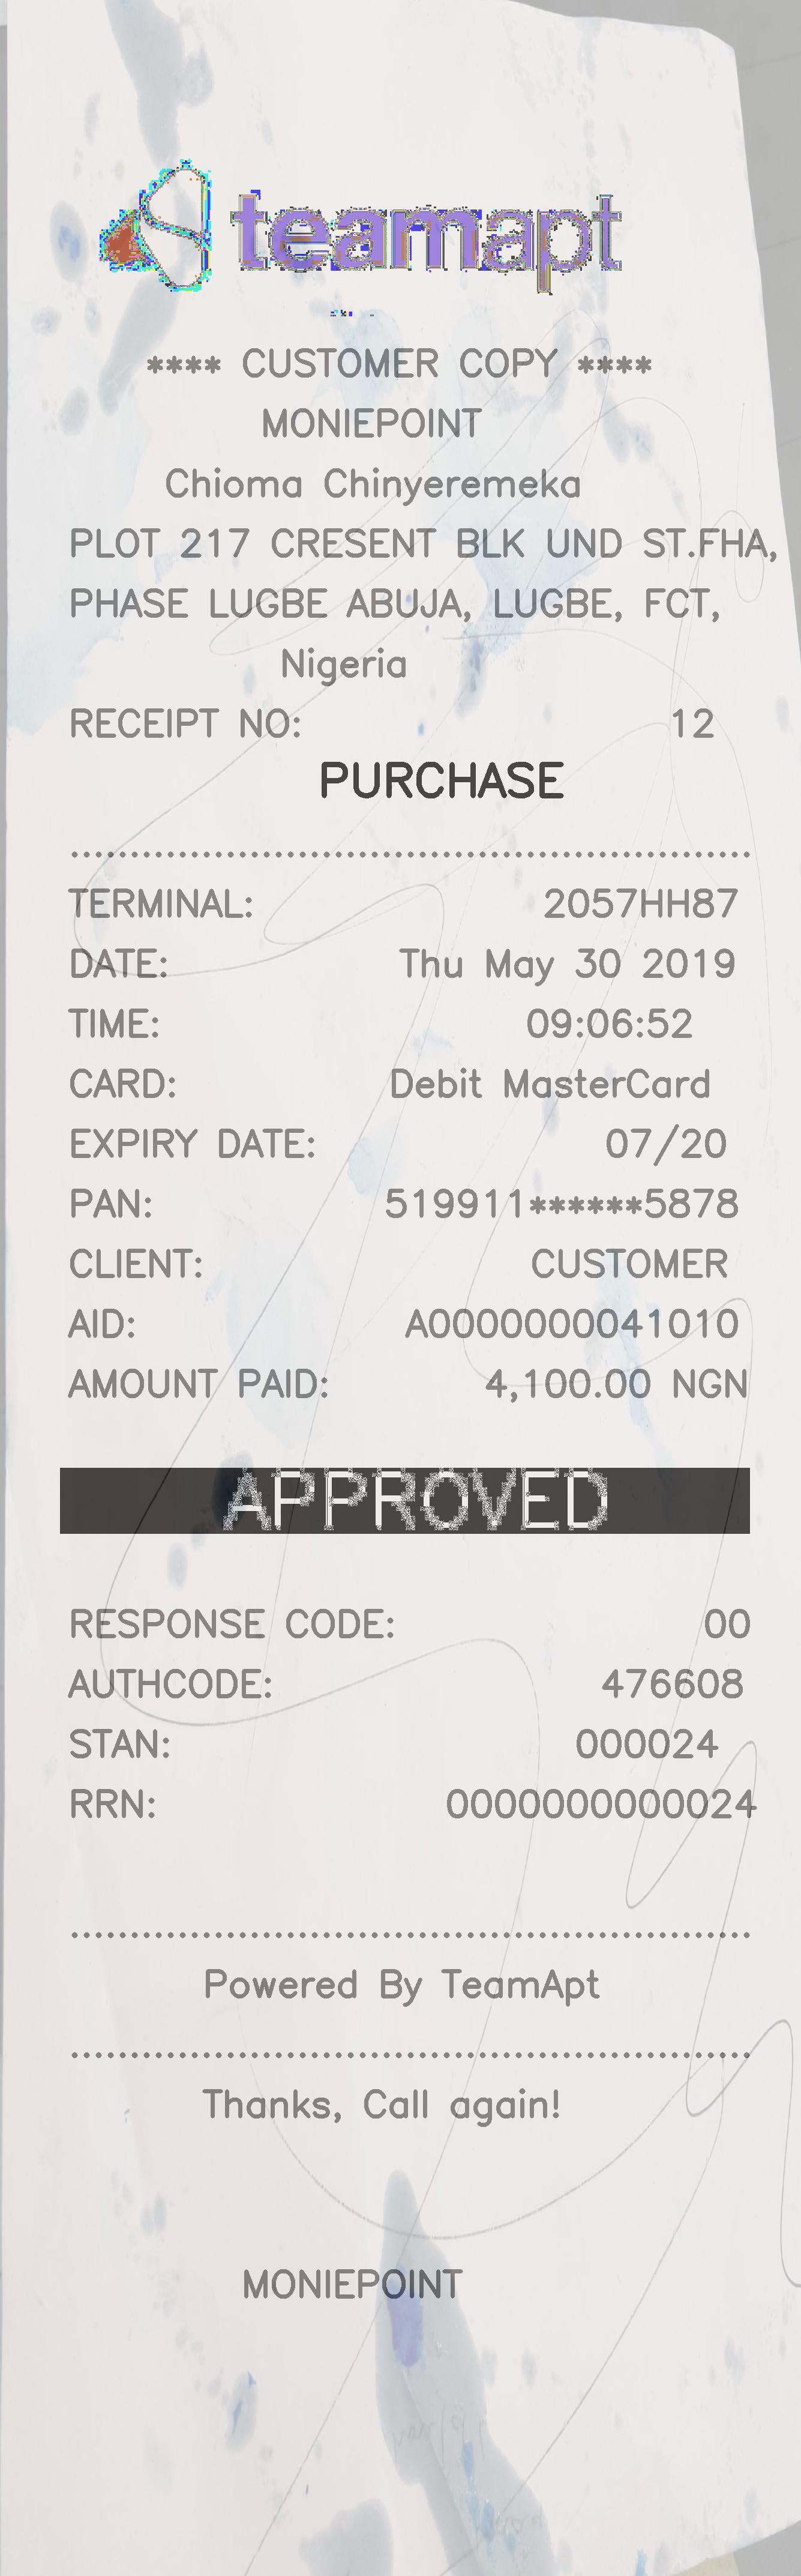 teamapt
**** CUSTOMER COPY ****
MONIEPOINT
Chioma Chinyeremeka
PLOT 217 CRESENT BLK UND ST.FHA,
PHASE LUGBE ABUJA, LUGBE, FCT,
Nigeria
RECEIPT NO: 12
PURCHASE
TERMINAL: 2057HH87
DATE: Thu May 30 2019
TIME: 09:06:52
CARD: Debit MasterCard
EXPIRY DATE: 07/20
PAN: 519911******5878
CLIENT: CUSTOMER
AID: A0000000041010
AMOUNT PAID: 4,100.00 NGN
APPROVED
RESPONSE CODE: 00
AUTHCODE: 476608
STAN: 000024
RRN: 0000000000024
Powered By TeamApt
Thanks, Call again!
MONIEPOINT